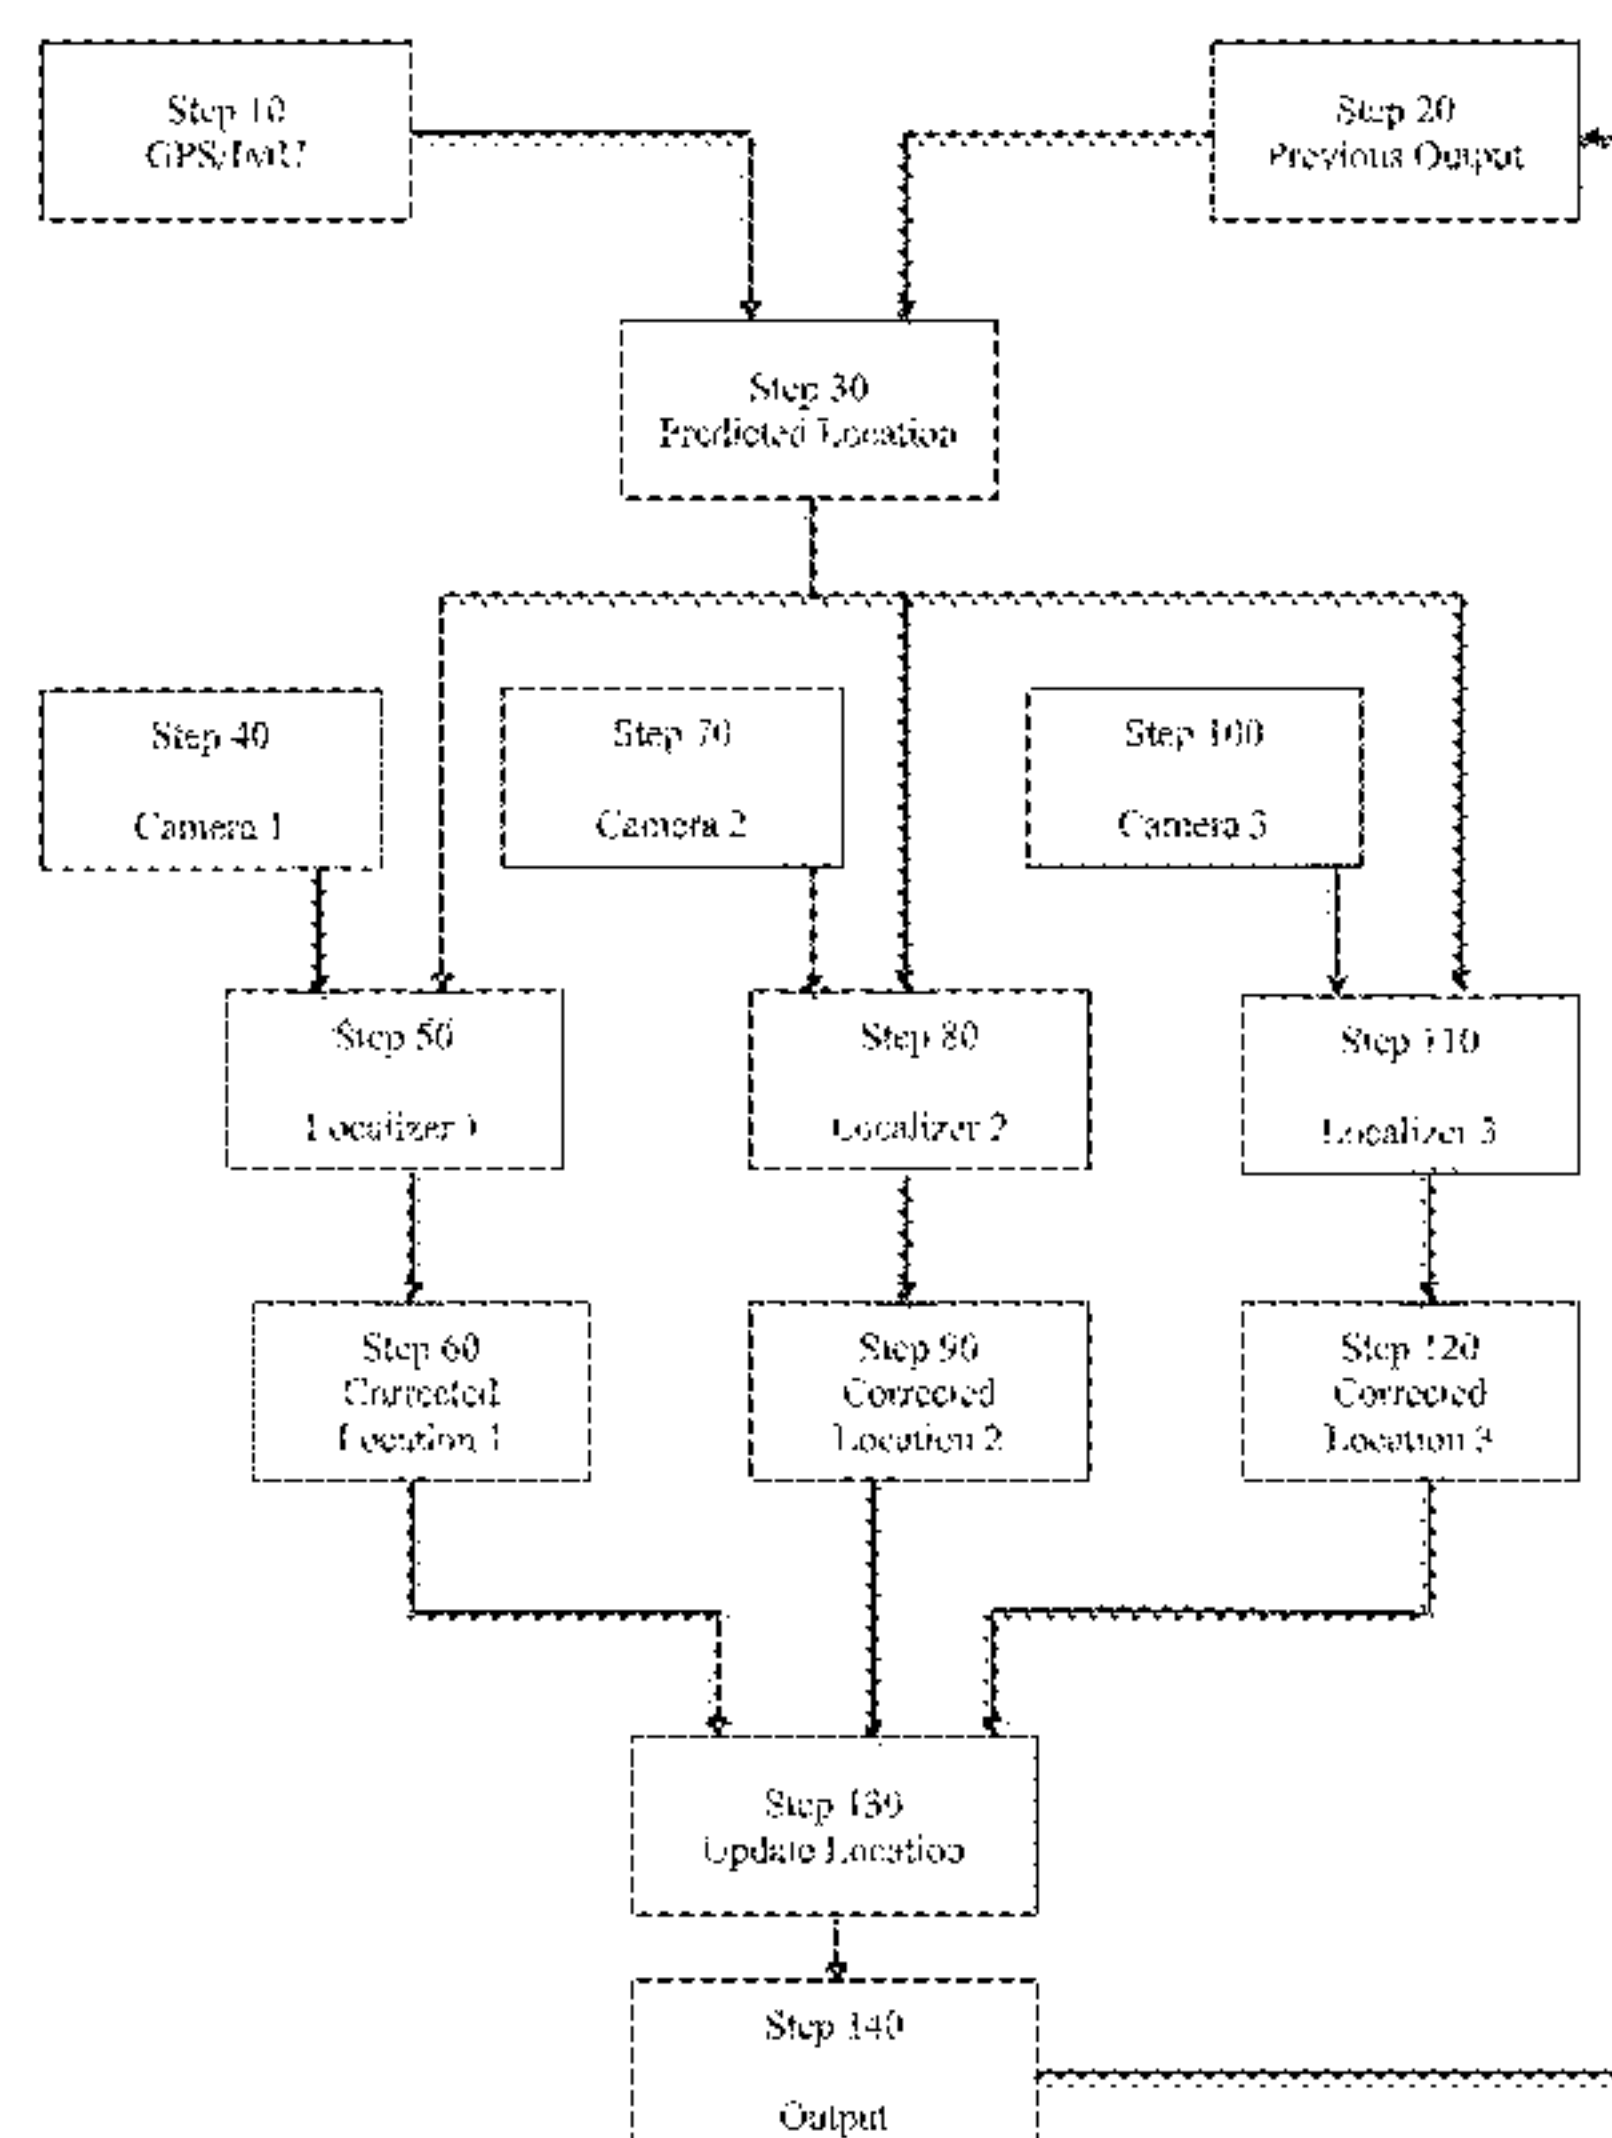 Step 10
GPS/IMU
Step 20
Previous Output
Step 30
Predicted Location
Step 40
Camera 1
Step 70
Camera 2
Step 100
Camera 3
Step 50
Localizer 1
Step 80
Localizer 2
Step 110
Localizer 3
Step 60
Corrected
Location 1
Step 90
Corrected
Location 2
Step 120
Corrected
Location 3
Step 130
Update Location
Step 140
Output